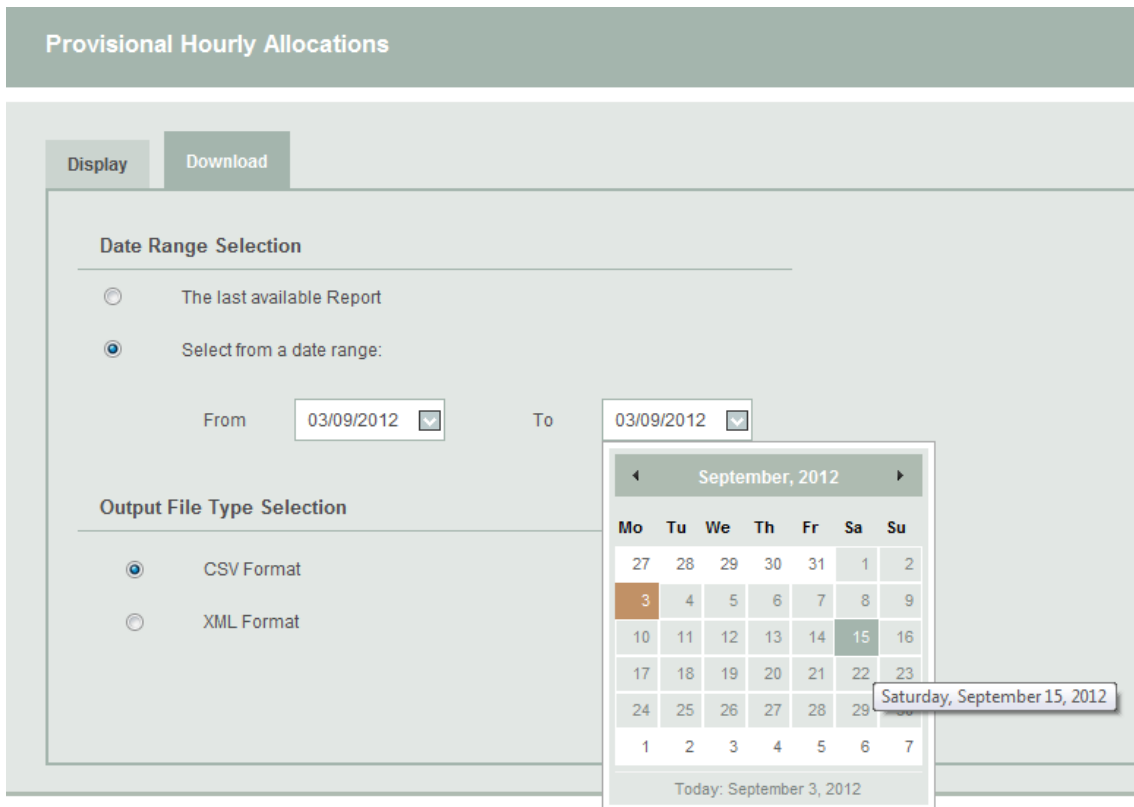 Provisional Hourly Allocations
Display Download
Date Range Selection
The last available Report
Select from a date range:
From 03/09/2012 To 03/09/2012
September, 2012
Mo Tu We Th Fr Sa Su
27 28 29 30 31 1 2
3 4 5 6 7 8 9
10 11 12 13 14 15 16
17 18 19 20 21 22 23
24 25 26 27 28 29 30
1 2 3 4 5 6 7
Today: September 3, 2012
Saturday, September 15, 2012
Output File Type Selection
CSV Format
XML Format